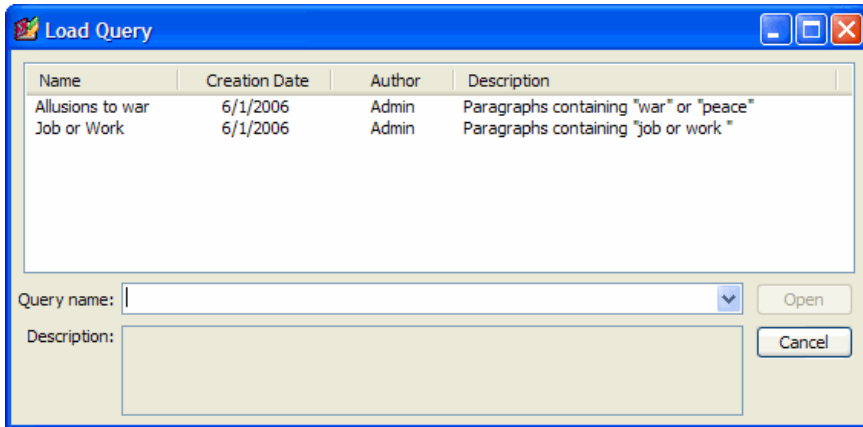 Load Query
Name Creation Date Author Description
Allusions to war 6/1/2006 Admin Paragraphs containing "war" or "peace"
Job or Work 6/1/2006 Admin Paragraphs containing "job or work "
Query name: Open
Description: Cancel